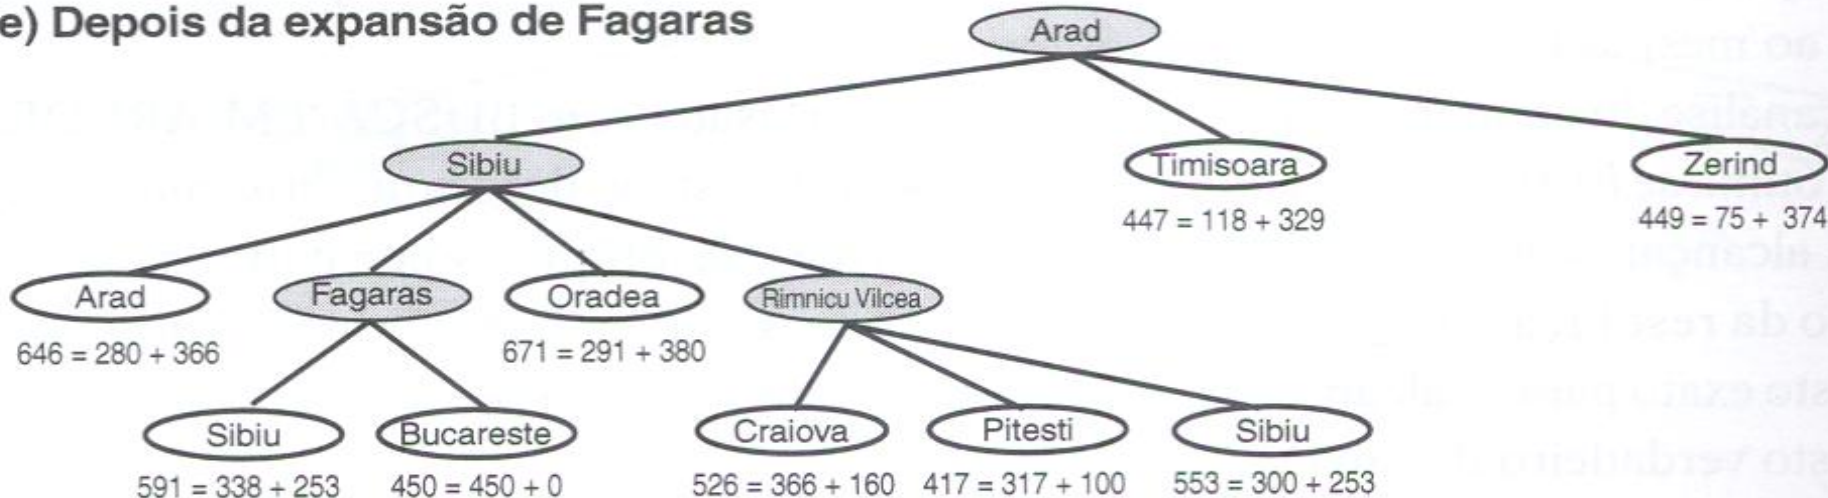 e) Depois da expansão de Fagaras
Arad
Sibiu
Timisoara
Zerind
447 = 118 + 329
449 = 75 + 374
Arad
Fagaras
Oradea
Rimnicu Vilcea
646 = 280 + 366
671 = 291 + 380
Sibiu
Bucareste
Craiova
Pitesti
Sibiu
591 = 338 + 253
450 = 450 + 0
526 = 366 + 160
417 = 317 + 100
553 = 300 + 253